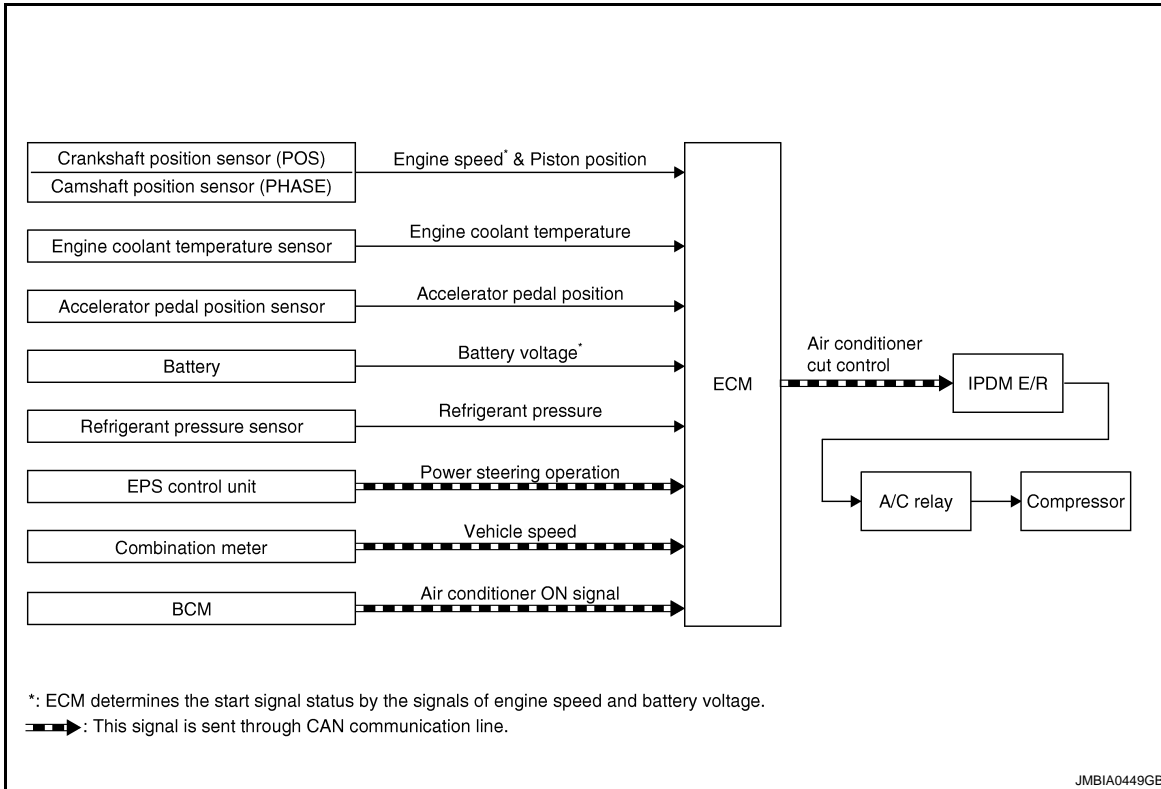 Crankshaft position sensor (POS)
Camshaft position sensor (PHASE)
Engine speed* & Piston position
Engine coolant temperature sensor
Engine coolant temperature
Accelerator pedal position sensor
Accelerator pedal position
Battery
Battery voltage*
Refrigerant pressure sensor
Refrigerant pressure
EPS control unit
Power steering operation
Combination meter
Vehicle speed
BCM
Air conditioner ON signal
ECM
Air conditioner
cut control
IPDM E/R
A/C relay
Compressor
*: ECM determines the start signal status by the signals of engine speed and battery voltage.
: This signal is sent through CAN communication line.
JMBIA0449GB